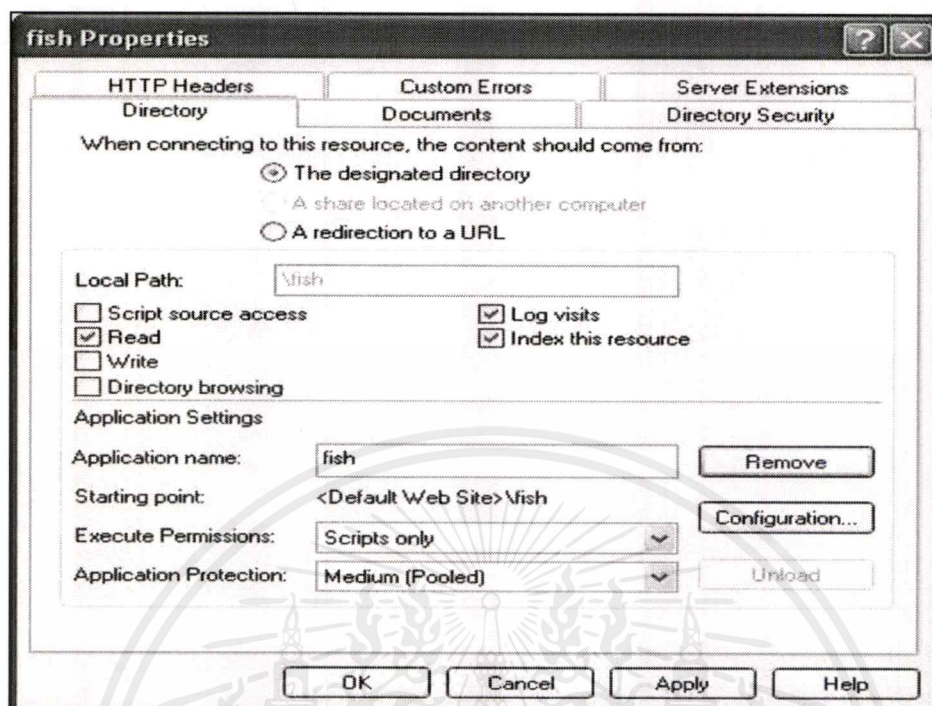 fish Properties
HTTP Headers Custom Errors Server Extensions
Directory Documents Directory Security
When connecting to this resource, the content should come from:
The designated directory
A share located on another computer
A redirection to a URL
Local Path: \fish
Script source access Log visits
Read Index this resource
Write
Directory browsing
Application Settings
Application name: fish Remove
Starting point: <Default Web Site>\fish
Configuration...
Execute Permissions: Scripts only
Application Protection: Medium (Pooled) Unload
OK Cancel Apply Help